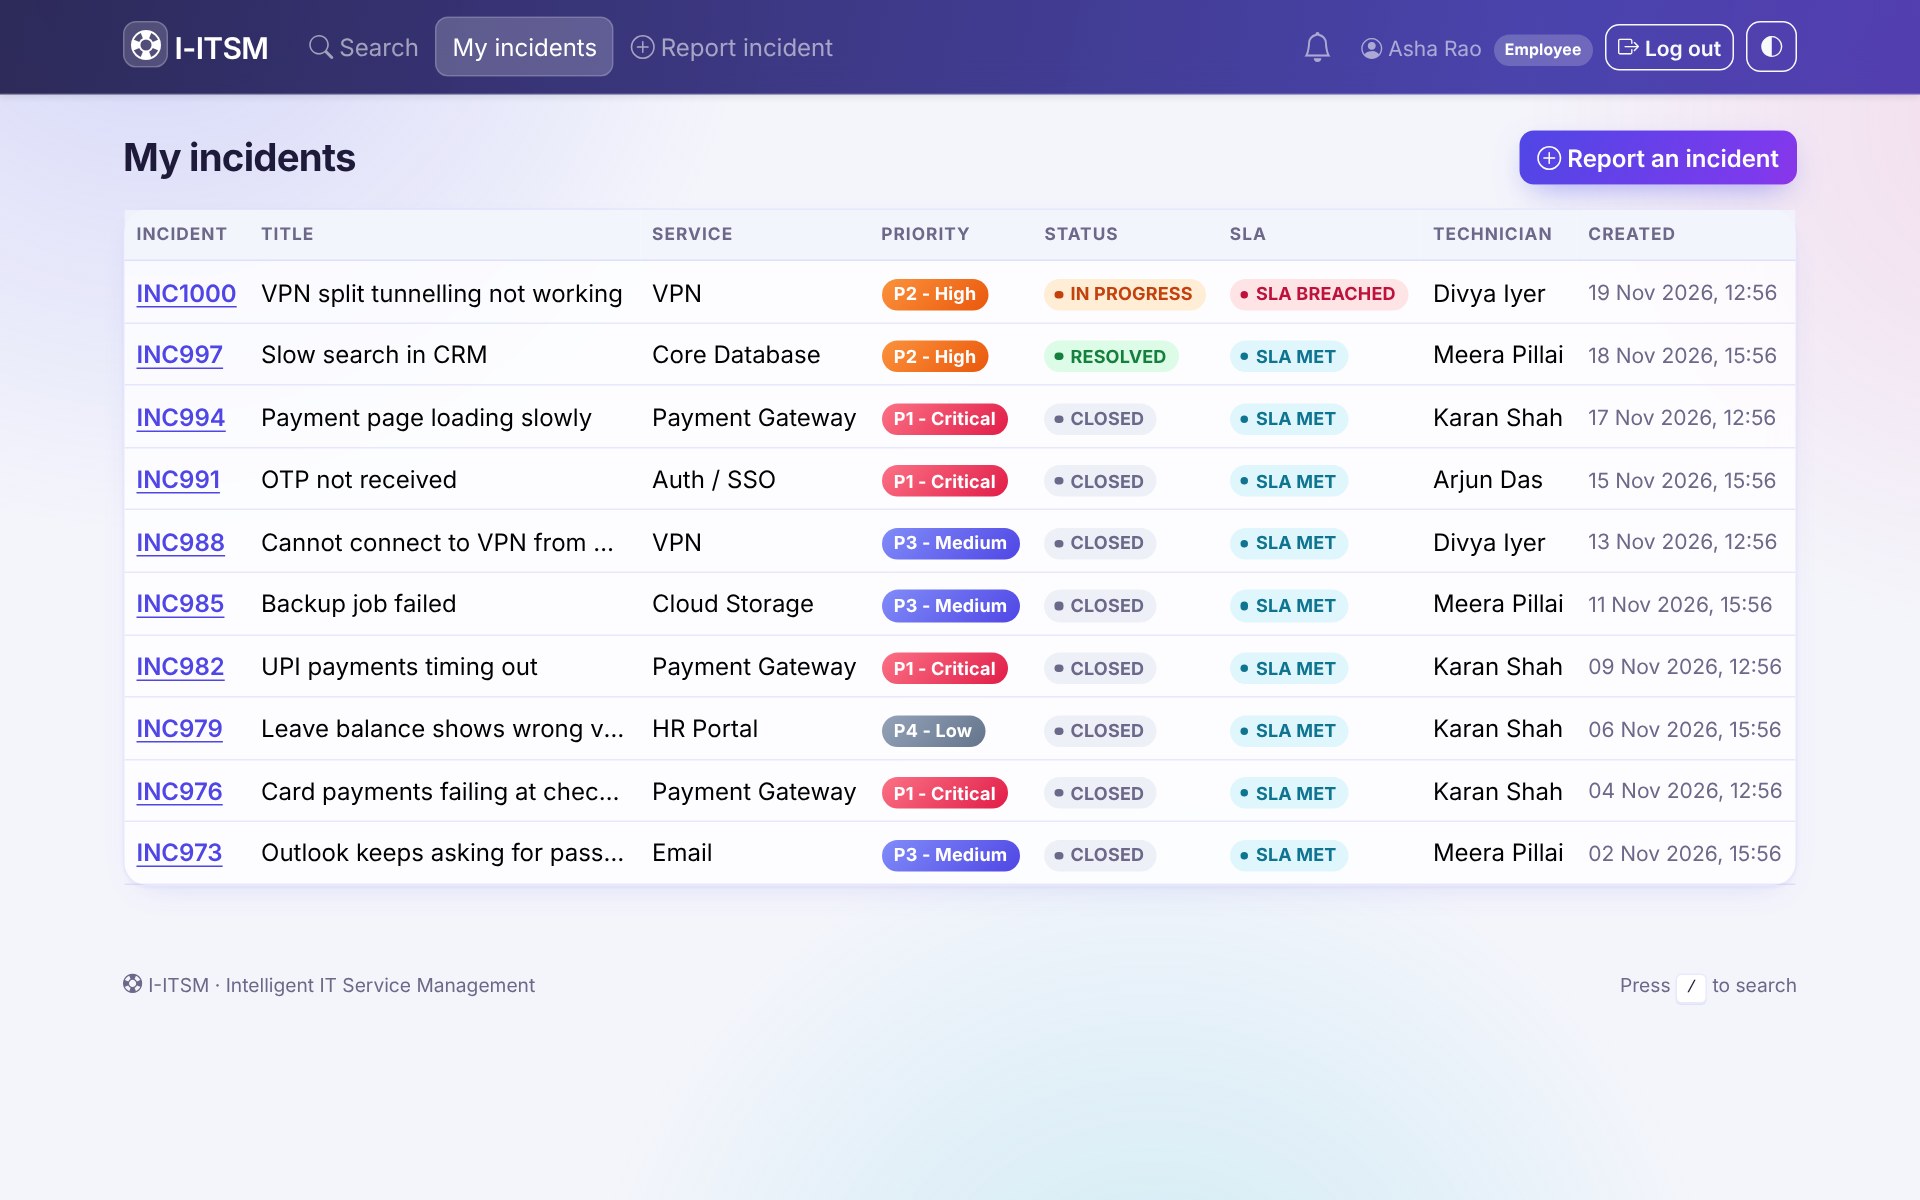 I-ITSM Search My incidents Report incident Asha Rao Employee Log out
My incidents Report an incident
INCIDENT TITLE SERVICE PRIORITY STATUS SLA TECHNICIAN CREATED
INC1000 VPN split tunnelling not working VPN P2 - High IN PROGRESS SLA BREACHED Divya Iyer 19 Nov 2026, 12:56
INC997 Slow search in CRM Core Database P2 - High RESOLVED SLA MET Meera Pillai 18 Nov 2026, 15:56
INC994 Payment page loading slowly Payment Gateway P1 - Critical CLOSED SLA MET Karan Shah 17 Nov 2026, 12:56
INC991 OTP not received Auth / SSO P1 - Critical CLOSED SLA MET Arjun Das 15 Nov 2026, 15:56
INC988 Cannot connect to VPN from ... VPN P3 - Medium CLOSED SLA MET Divya Iyer 13 Nov 2026, 12:56
INC985 Backup job failed Cloud Storage P3 - Medium CLOSED SLA MET Meera Pillai 11 Nov 2026, 15:56
INC982 UPI payments timing out Payment Gateway P1 - Critical CLOSED SLA MET Karan Shah 09 Nov 2026, 12:56
INC979 Leave balance shows wrong v... HR Portal P4 - Low CLOSED SLA MET Karan Shah 06 Nov 2026, 15:56
INC976 Card payments failing at chec... Payment Gateway P1 - Critical CLOSED SLA MET Karan Shah 04 Nov 2026, 12:56
INC973 Outlook keeps asking for pass... Email P3 - Medium CLOSED SLA MET Meera Pillai 02 Nov 2026, 15:56
I-ITSM · Intelligent IT Service Management Press / to search